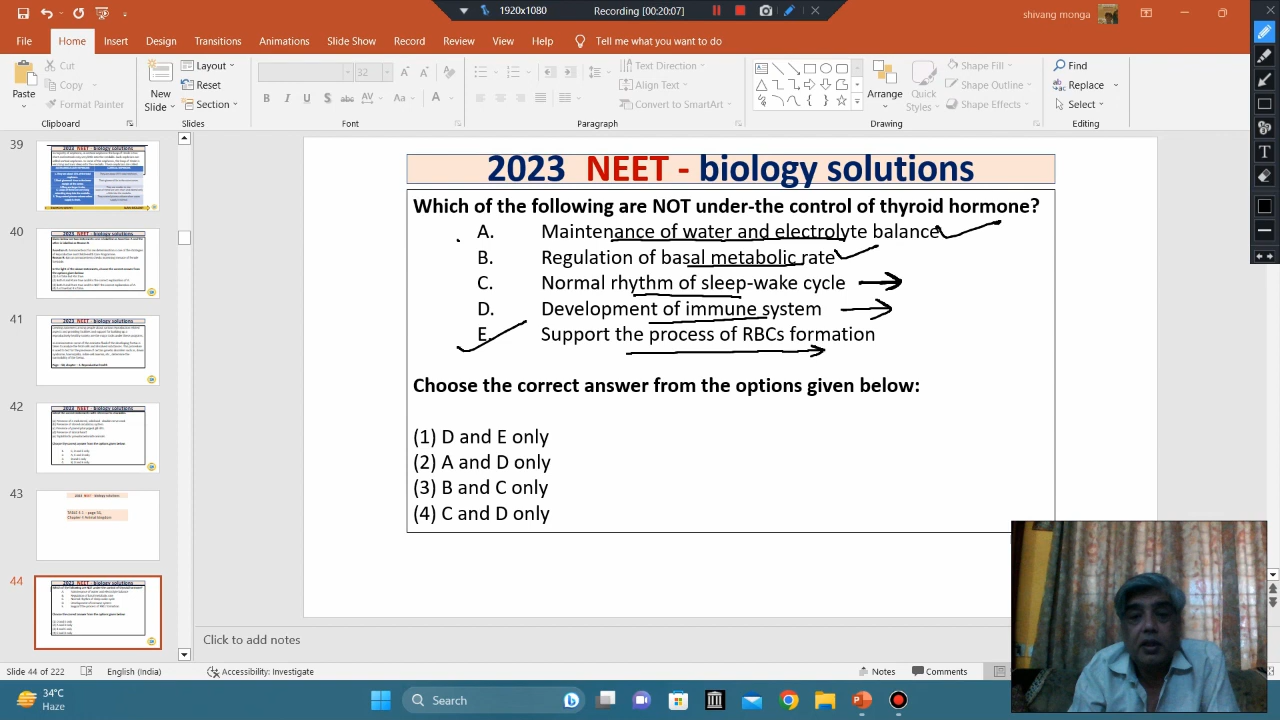 1920x1080
Recording [00:20:07]
shivang monga
File Home Insert Design Transitions Animations Slide Show Record Review View Help Tell me what you want to do
Paste
Cut
Copy
Format Painter
Clipboard
New Slide
Layout
Reset
Section
Slides
32
Font
Text Direction
Align Text
Convert to SmartArt
Paragraph
Arrange
Quick Styles
Shape Fill
Shape Outline
Shape Effects
Drawing
Find
Replace
Select
Editing
39
40
41
42
43
44
2023 NEET - biology solutions
Which of the following are NOT under-the control of thyroid hormone?
A. Maintenance of water and electrolyte balance
B. Regulation of basal metabolic rate
C. Normal rhythm of sleep-wake cycle
D. Development of immune system
E. Support the process of RBCs formation
Choose the correct answer from the options given below:
(1) D and E only
(2) A and D only
(3) B and C only
(4) C and D only
Click to add notes
Slide 44 of 222
English (India)
Accessibility: Investigate
Notes
Comments
34°C
Haze
Search